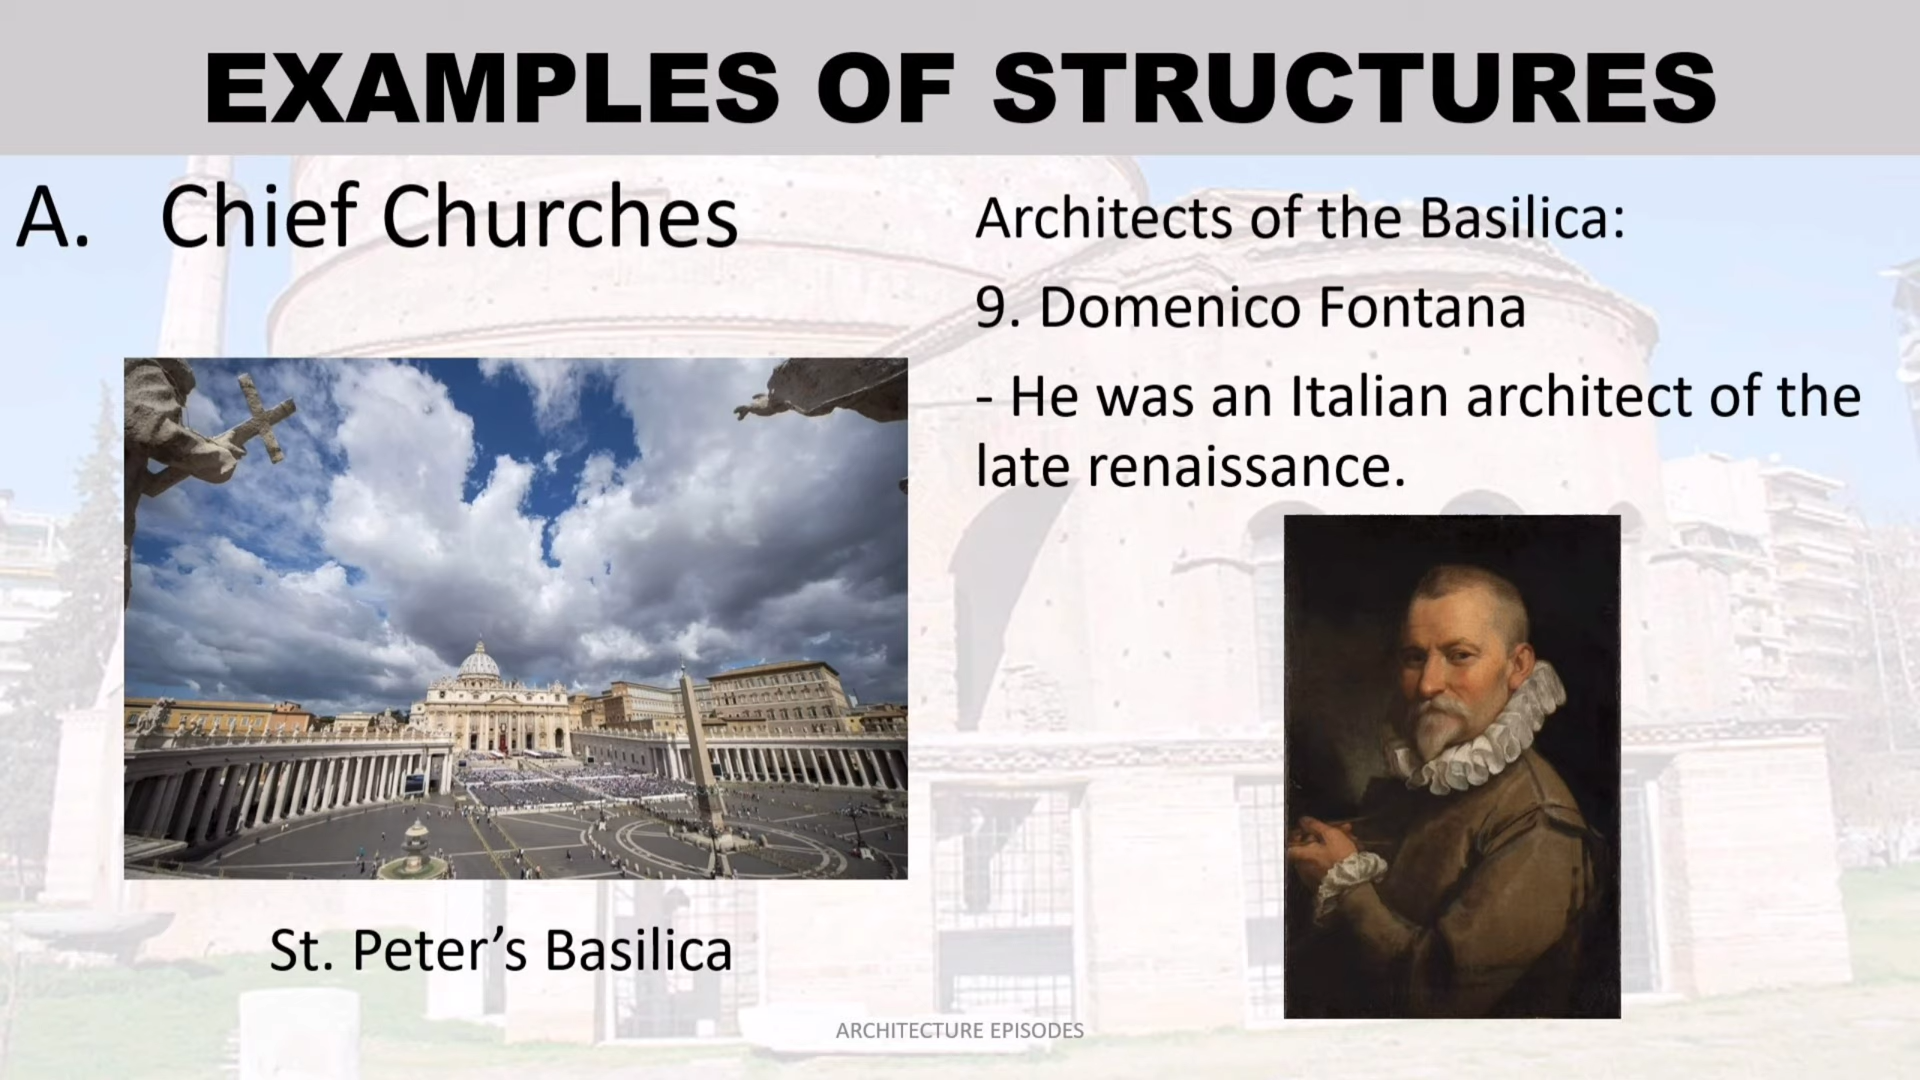 EXAMPLES OF STRUCTURES
A. Chief Churches
St. Peter’s Basilica
Architects of the Basilica:
9. Domenico Fontana
- He was an Italian architect of the
late renaissance.
ARCHITECTURE EPISODES